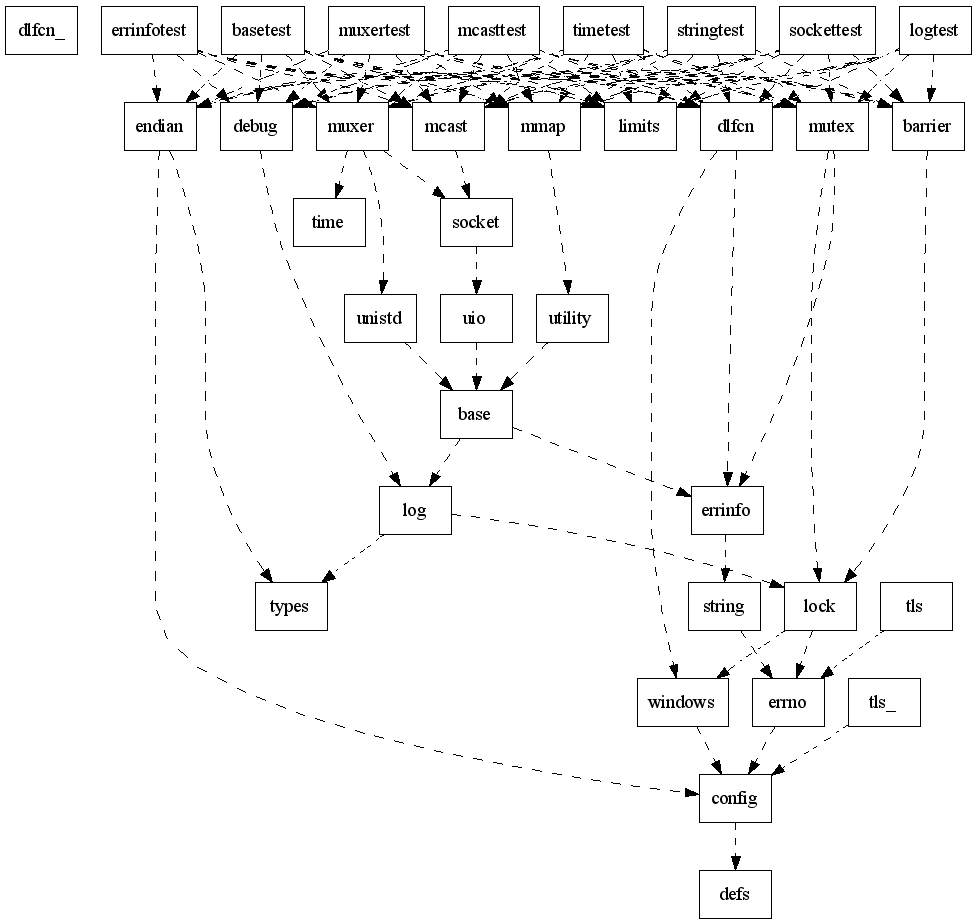 dlfcn_
errinfotest
basetest
muxertest
mcasttest
timetest
stringtest
sockettest
logtest
endian
debug
muxer
mcast
mmap
limits
dlfcn
mutex
barrier
time
socket
unistd
uio
utility
base
log
errinfo
types
string
lock
tls
windows
errno
tls_
config
defs